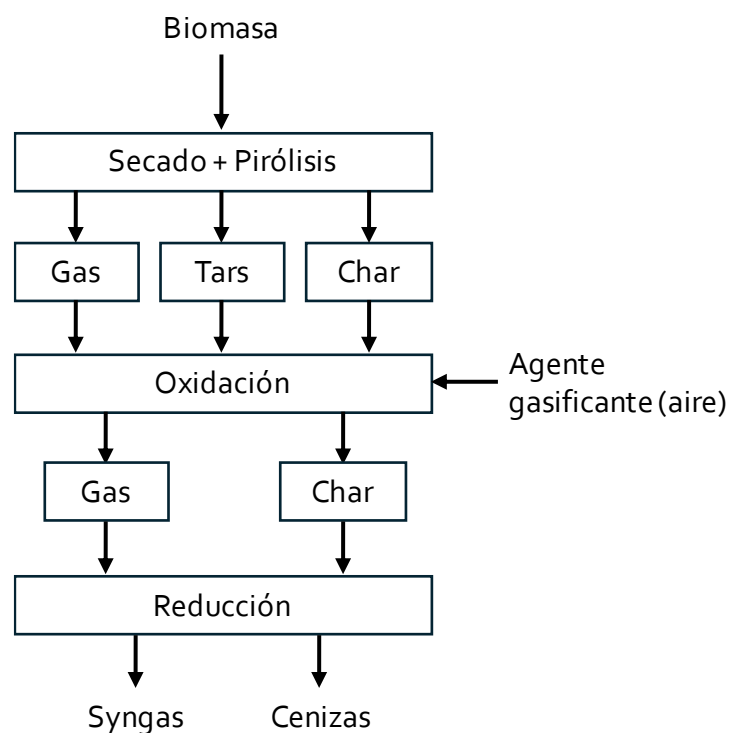 Biomasa
Secado + Pirólisis
Gas
Tars
Char
Oxidación
Agente
gasificante (aire)
Gas
Char
Reducción
Syngas
Cenizas